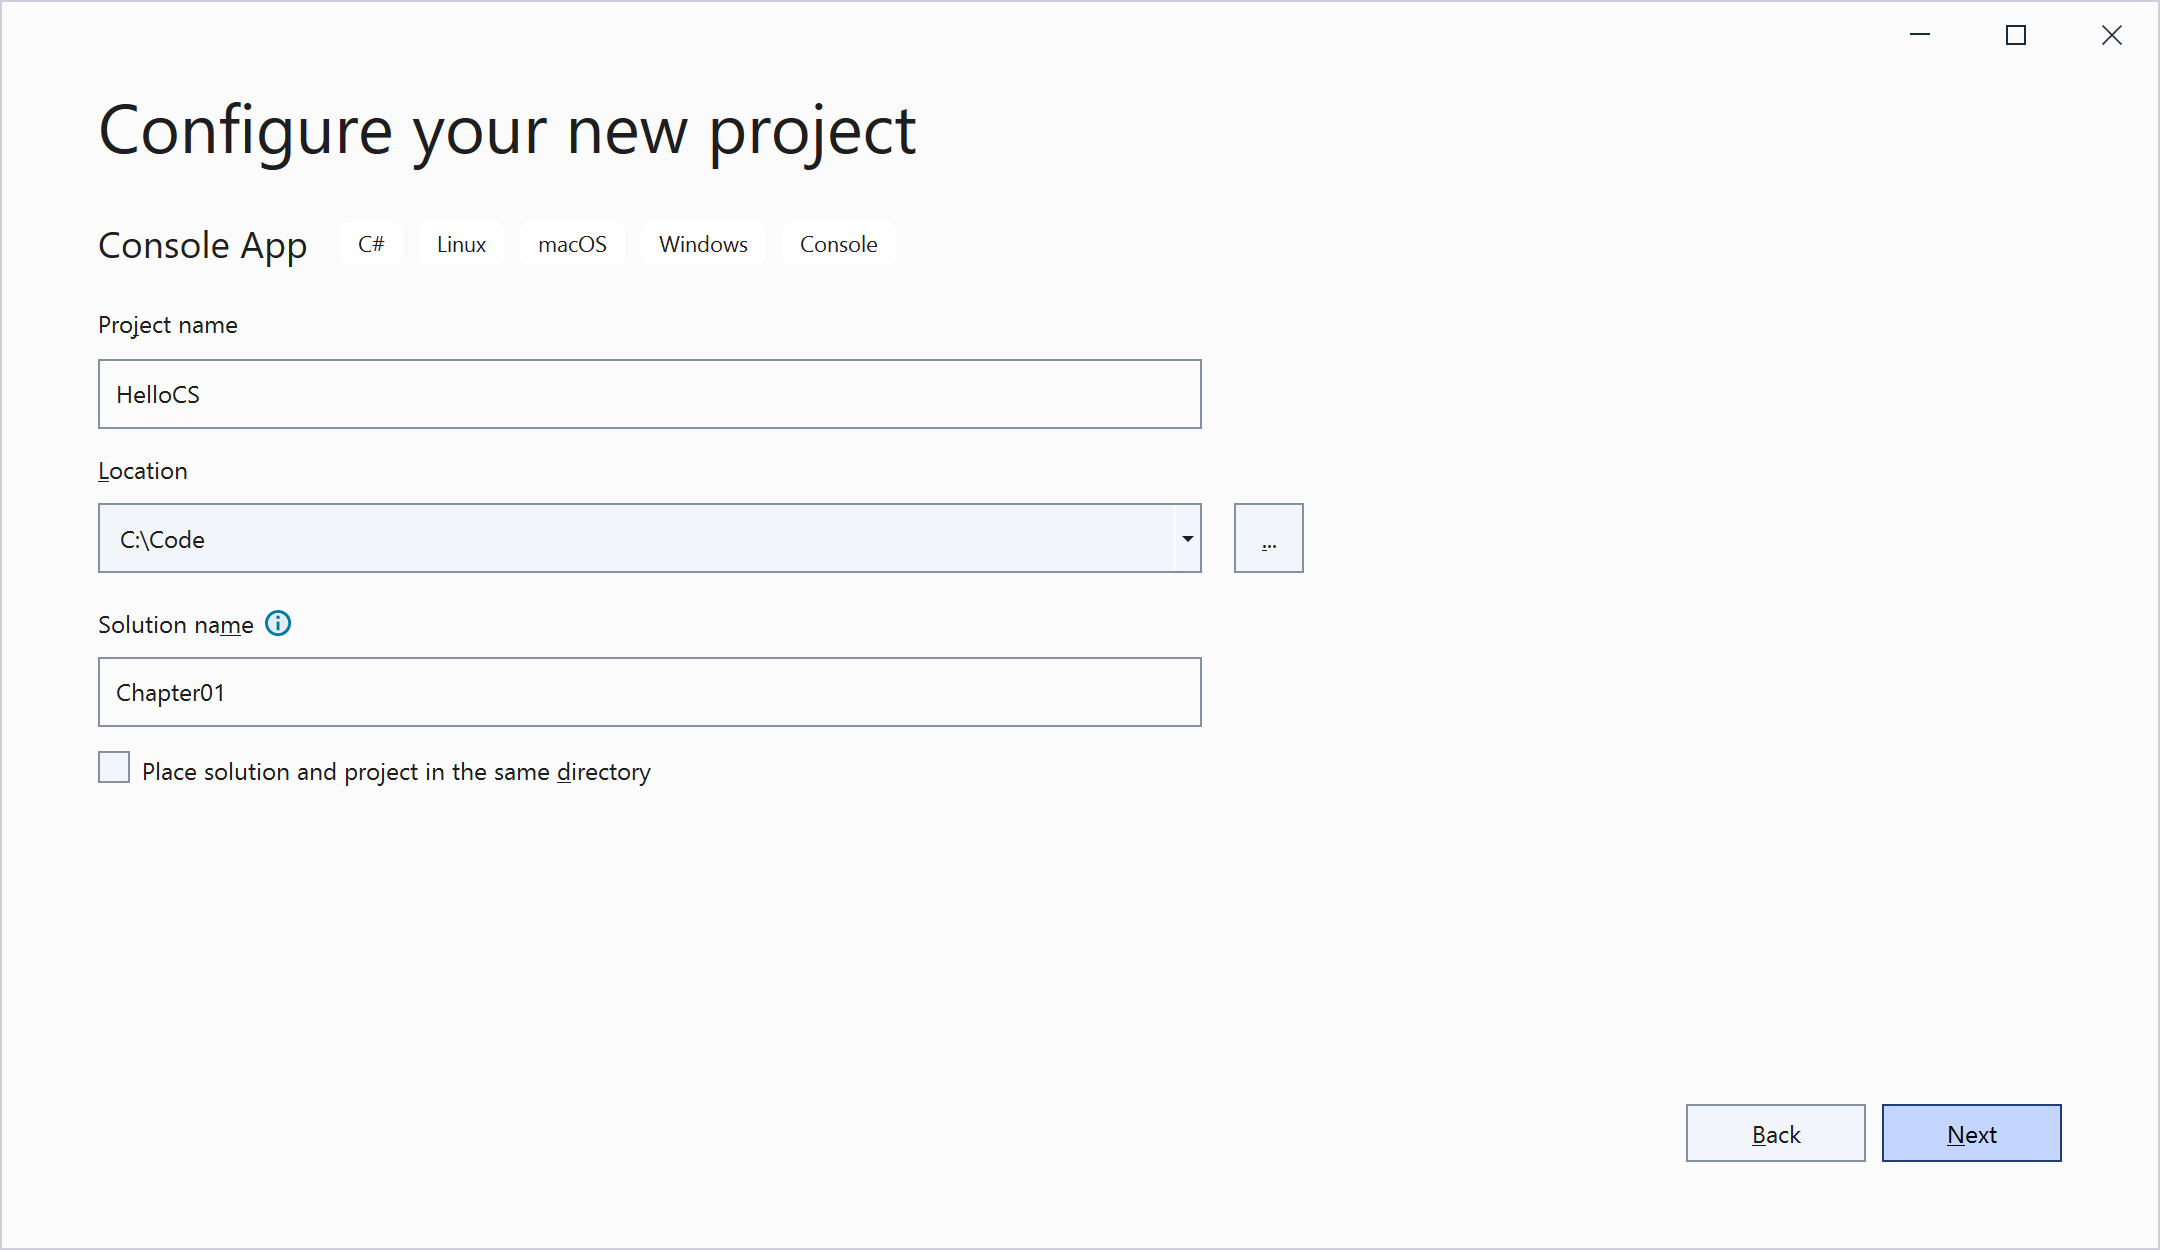 Configure your new project
Console App C# Linux macOS Windows Console
Project name
HelloCS
Location
C:\Code
...
Solution name
Chapter01
Place solution and project in the same directory
Back Next